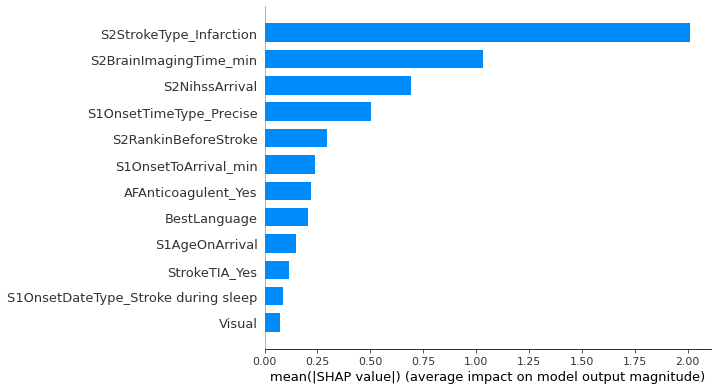 S2StrokeType_Infarction
S2BrainImagingTime_min
S2NihssArrival
S1OnsetTimeType_Precise
S2RankinBeforeStroke
S1OnsetToArrival_min
AFAnticoagulent_Yes
BestLanguage
S1AgeOnArrival
StrokeTIA_Yes
S1OnsetDateType_Stroke during sleep
Visual
0.00 0.25 0.50 0.75 1.00 1.25 1.50 1.75 2.00
mean(|SHAP value|) (average impact on model output magnitude)